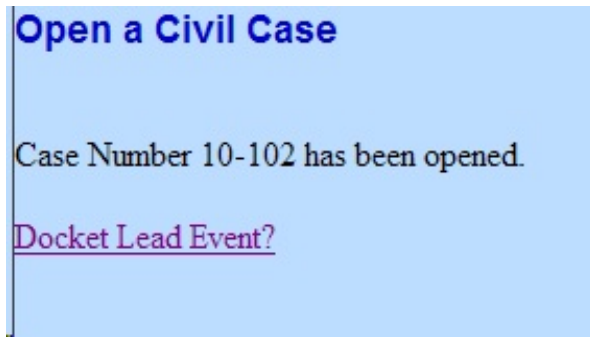 Open a Civil Case
Case Number 10-102 has been opened.
Docket Lead Event?